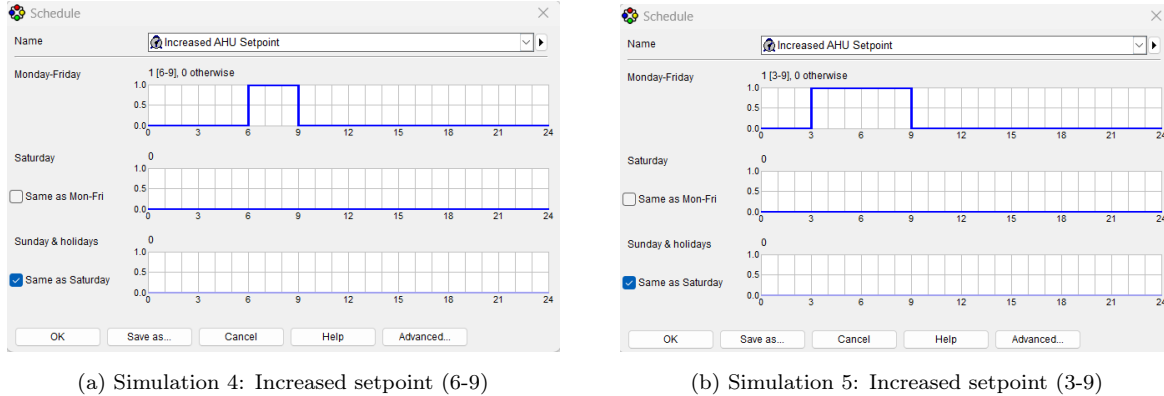 Schedule
Name
Increased AHU Setpoint
Monday-Friday
1 [6-9], 0 otherwise
1.0
0.5
0.0
0 3 6 9 12 15 18 21 24
Saturday
0
1.0
Same as Mon-Fri
0.5
0.0
0 3 6 9 12 15 18 21 24
Sunday & holidays
0
1.0
Same as Saturday
0.5
0.0
0 3 6 9 12 15 18 21 24
OK Save as... Cancel Help Advanced...
(a) Simulation 4: Increased setpoint (6-9)
Schedule
Name
Increased AHU Setpoint
Monday-Friday
1 [3-9], 0 otherwise
1.0
0.5
0.0
0 3 6 9 12 15 18 21 24
Saturday
0
1.0
Same as Mon-Fri
0.5
0.0
0 3 6 9 12 15 18 21 24
Sunday & holidays
0
1.0
Same as Saturday
0.5
0.0
0 3 6 9 12 15 18 21 24
OK Save as... Cancel Help Advanced...
(b) Simulation 5: Increased setpoint (3-9)